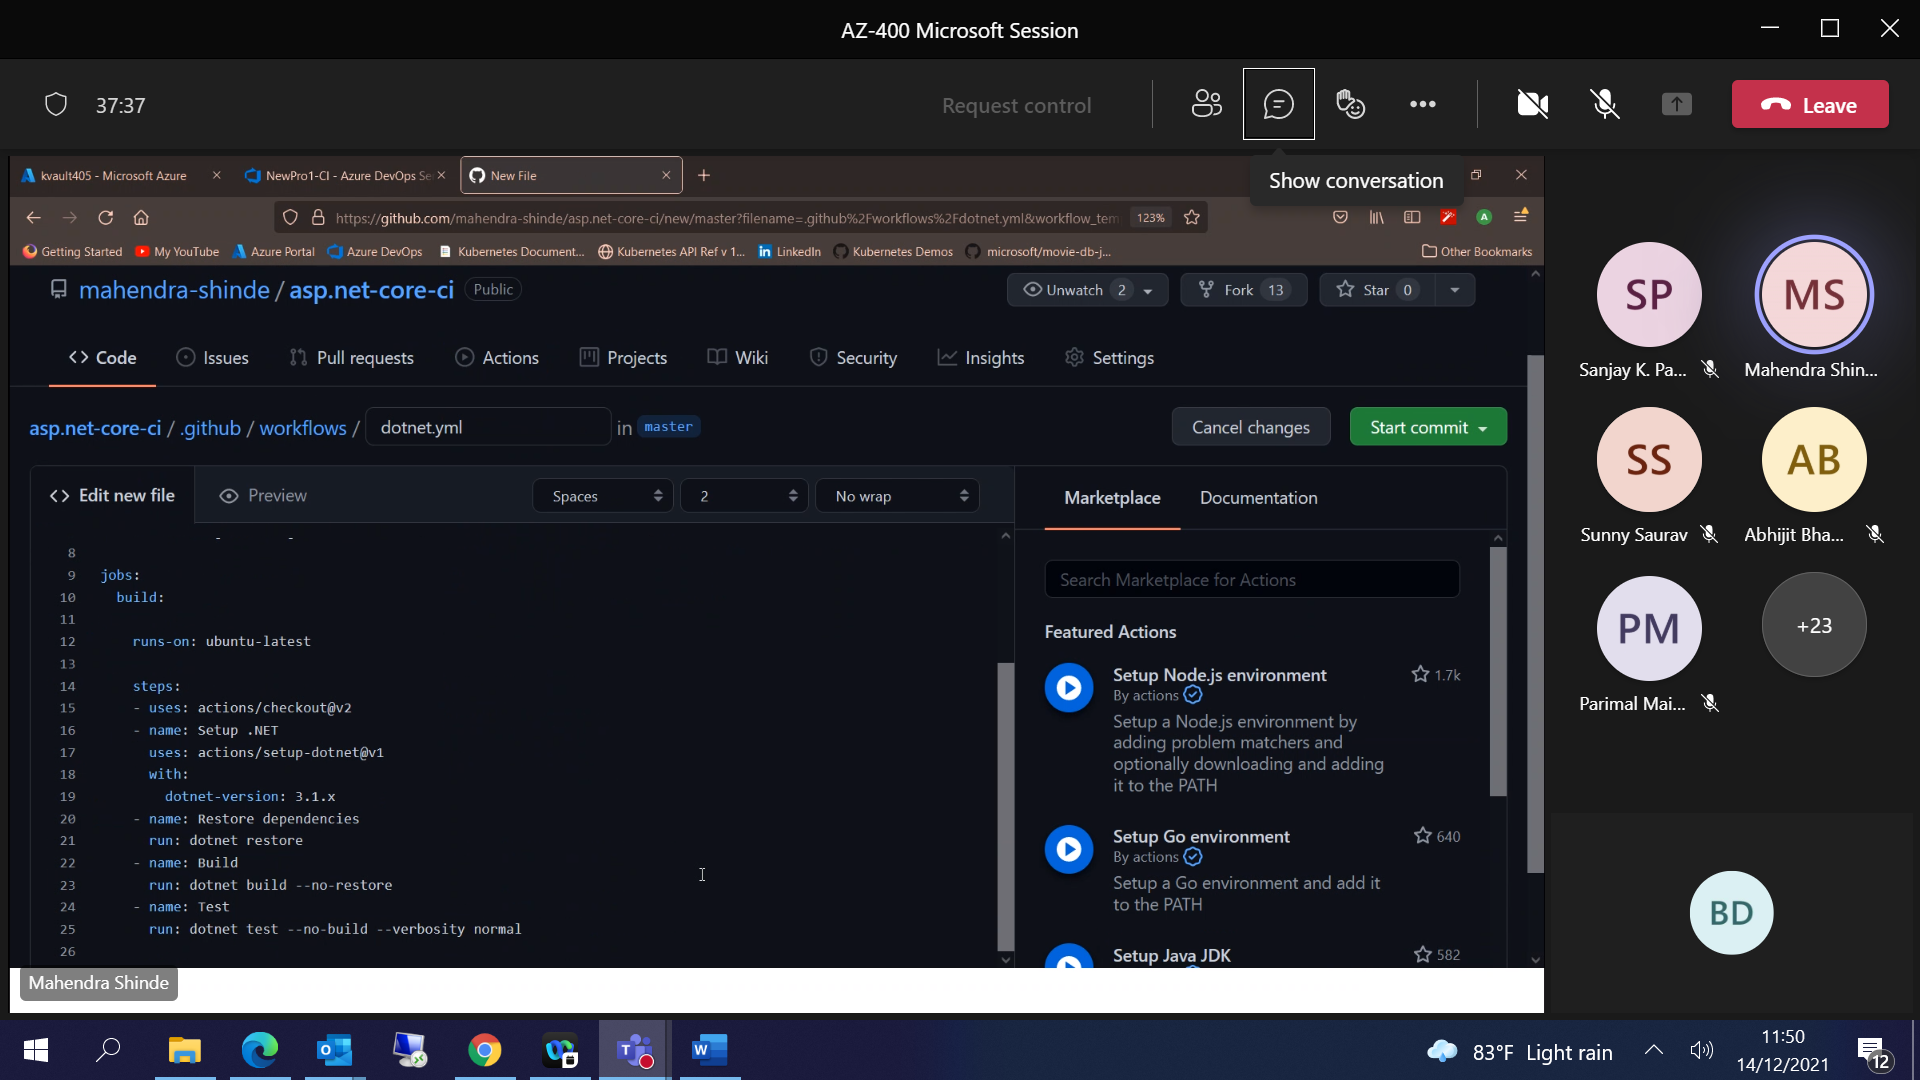 AZ-400 Microsoft Session
37:37
Request control
Leave
Show conversation
kvault405 - Microsoft Azure
NewPro1-CI - Azure DevOps Se
New File
https://github.com/mahendra-shinde/asp.net-core-ci/new/master?filename=.github%2Fworkflows%2Fdotnet.yml&workflow_tem
123%
Getting Started
My YouTube
Azure Portal
Azure DevOps
Kubernetes Document...
Kubernetes API Ref v 1...
LinkedIn
Kubernetes Demos
microsoft/movie-db-j...
Other Bookmarks
mahendra-shinde / asp.net-core-ci Public
Unwatch 2
Fork 13
Star 0
Code
Issues
Pull requests
Actions
Projects
Wiki
Security
Insights
Settings
asp.net-core-ci / .github / workflows / dotnet.yml in master
Cancel changes
Start commit
Edit new file
Preview
Spaces
2
No wrap
8
9 jobs:
10 build:
11
12 runs-on: ubuntu-latest
13
14 steps:
15 - uses: actions/checkout@v2
16 - name: Setup .NET
17 uses: actions/setup-dotnet@v1
18 with:
19 dotnet-version: 3.1.x
20 - name: Restore dependencies
21 run: dotnet restore
22 - name: Build
23 run: dotnet build --no-restore
24 - name: Test
25 run: dotnet test --no-build --verbosity normal
26
Marketplace
Documentation
Search Marketplace for Actions
Featured Actions
Setup Node.js environment
1.7k
By actions
Setup a Node.js environment by
adding problem matchers and
optionally downloading and adding
it to the PATH
Setup Go environment
640
By actions
Setup a Go environment and add it
to the PATH
Setup Java JDK
582
Mahendra Shinde
SP
Sanjay K. Pa...
MS
Mahendra Shin...
SS
Sunny Saurav
AB
Abhijit Bha...
PM
Parimal Mai...
+23
BD
83°F Light rain
11:50
14/12/2021
12